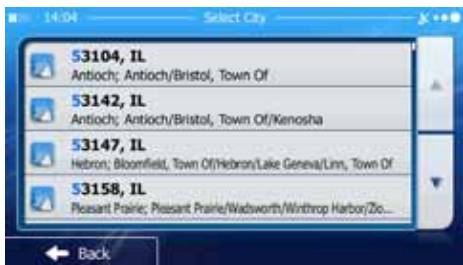 14:04
Select City
53104, IL
Antioch; Antioch/Bristol, Town Of
53142, IL
Antioch; Antioch/Bristol, Town Of/Kenosha
53147, IL
Hebron; Bloomfield, Town Of/Hebron/Lake Geneva/Linn, Town Of
53158, IL
Pleasant Prairie; Pleasant Prairie/Wadsworth/Winthrop Harbor/Zio...
Back